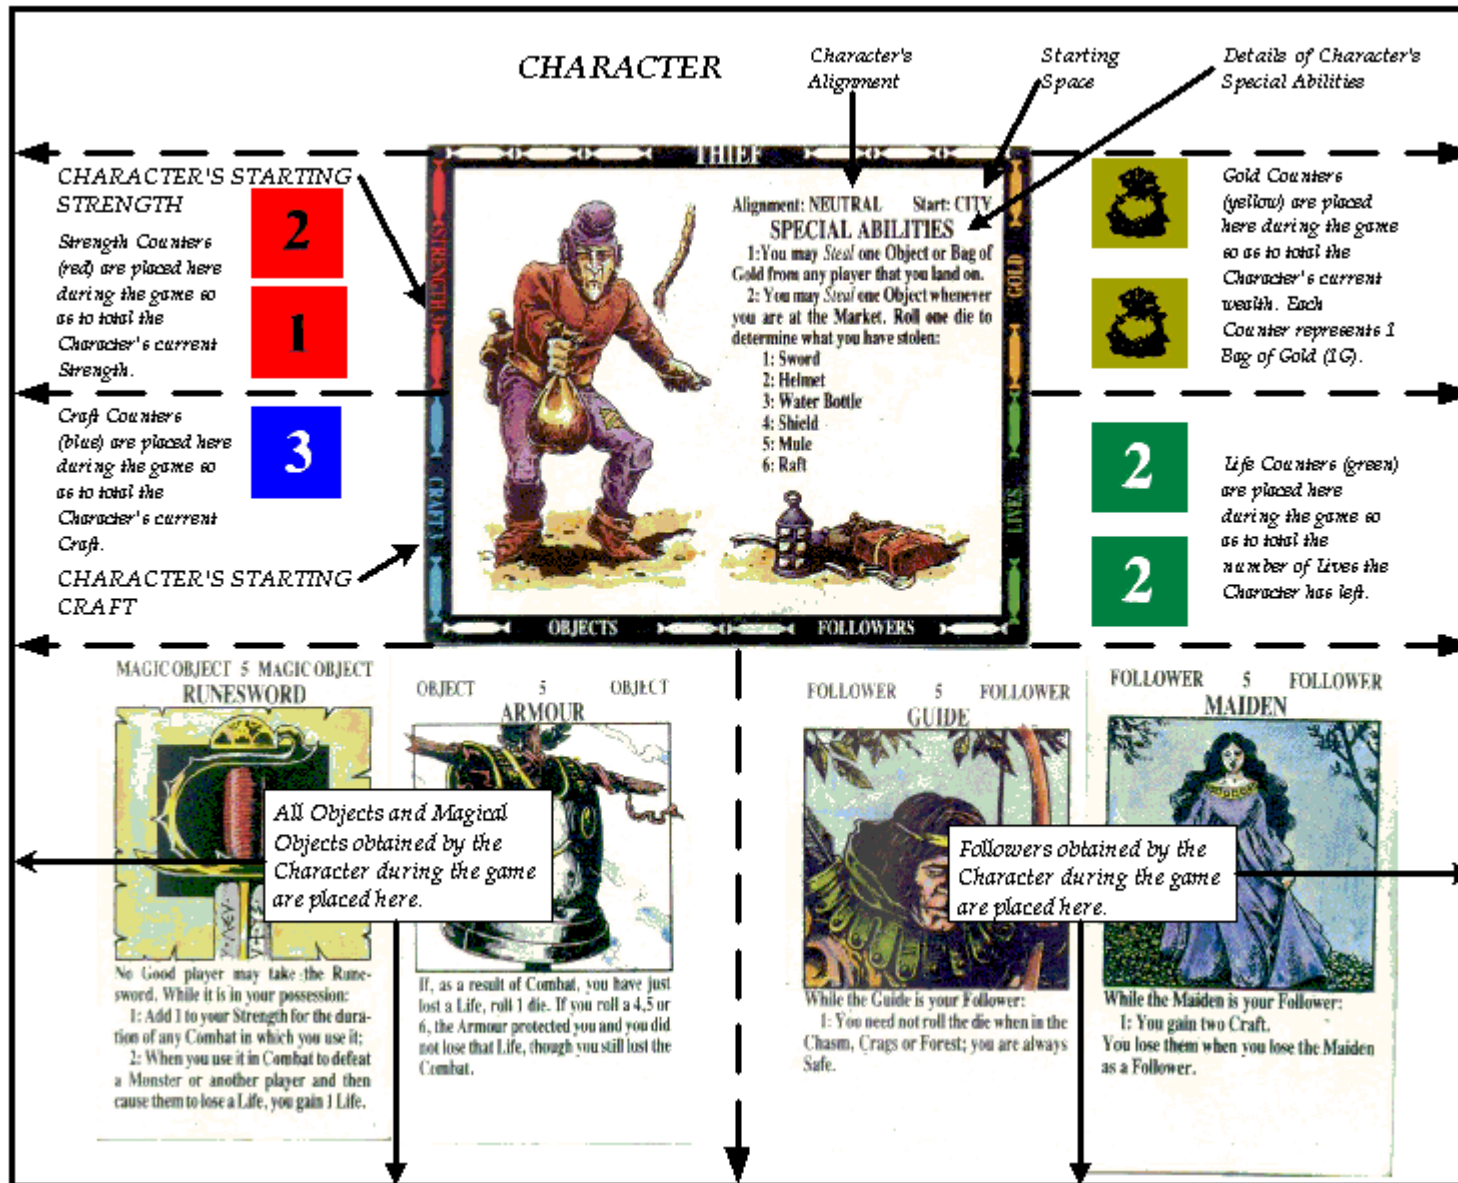 CHARACTER
Character's
Alignment
Starting
Space
Details of Character's
Special Abilities
CHARACTER'S STARTING
STRENGTH
Strength Counters
(red) are placed here
during the game so
as to total the
Character's current
Strength.
2
1
Craft Counters
(blue) are placed here
during the game so
as to total the
Character's current
Craft.
3
CHARACTER'S STARTING
CRAFT
THIEF
STRENGTH 3
CRAFT
GOLD
LIVES
OBJECTS
FOLLOWERS
Alignment: NEUTRAL Start: CITY
SPECIAL ABILITIES
1:You may Steal one Object or Bag of
Gold from any player that you land on.
2: You may Steal one Object whenever
you are at the Market. Roll one die to
determine what you have stolen:
1: Sword
2: Helmet
3: Water Bottle
4: Shield
5: Mule
6: Raft
Gold Counters
(yellow) are placed
here during the game
so as to total the
Character's current
wealth. Each
Counter represents 1
Bag of Gold (1G).
2
2
Life Counters (green)
are placed here
during the game so
as to total the
number of Lives the
Character has left.
MAGIC OBJECT 5 MAGIC OBJECT
RUNESWORD
No Good player may take the Rune-
sword. While it is in your possession:
1: Add 1 to your Strength for the dura-
tion of any Combat in which you use it;
2: When you use it in Combat to defeat
a Monster or another player and then
cause them to lose a Life, you gain 1 Life.
OBJECT 5 OBJECT
ARMOUR
If, as a result of Combat, you have just
lost a Life, roll 1 die. If you roll a 4,5 or
6, the Armour protected you and you did
not lose that Life, though you still lost the
Combat.
All Objects and Magical
Objects obtained by the
Character during the game
are placed here.
FOLLOWER 5 FOLLOWER
GUIDE
While the Guide is your Follower:
1: You need not roll the die when in the
Chasm, Crags or Forest; you are always
Safe.
FOLLOWER 5 FOLLOWER
MAIDEN
While the Maiden is your Follower:
1: You gain two Craft.
You lose them when you lose the Maiden
as a Follower.
Followers obtained by the
Character during the game
are placed here.